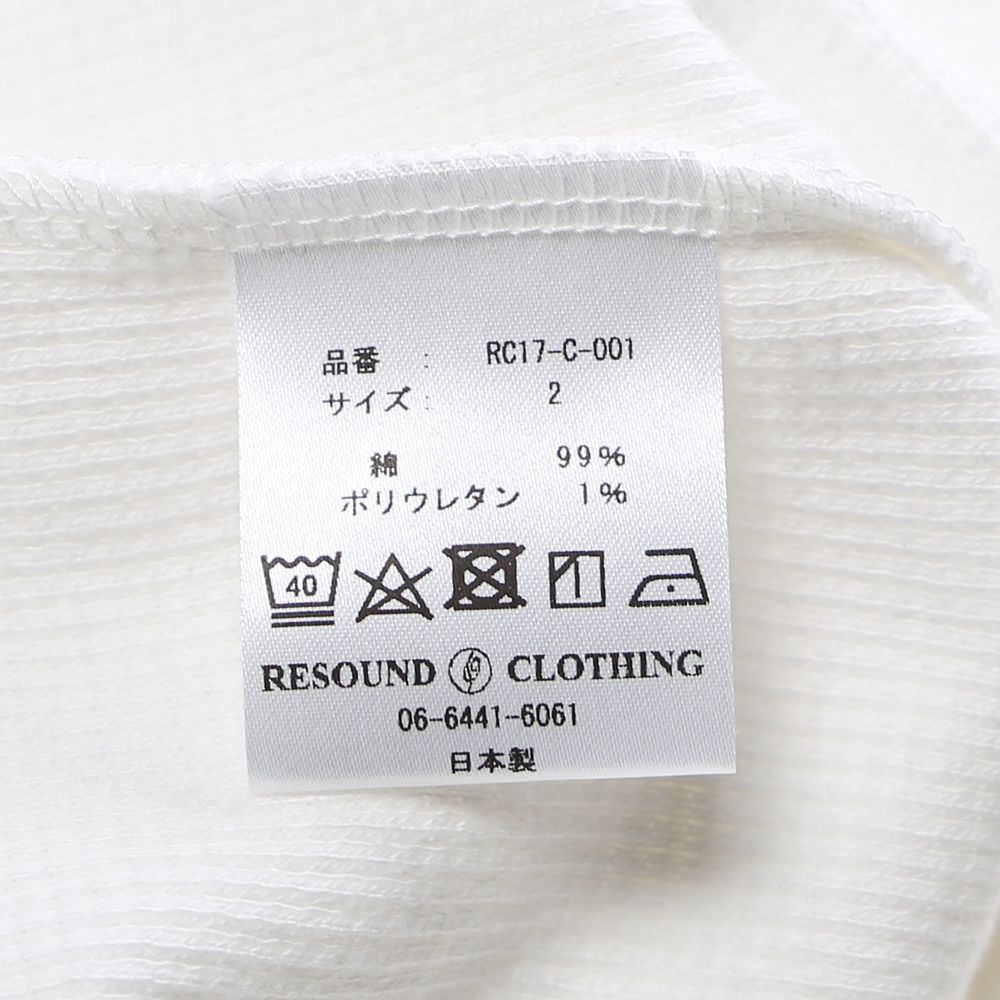 品番 : RC17-C-001
サイズ : 2
綿 99%
ポリウレタン 1%
40
RESOUND CLOTHING
06-6441-6061
日本製